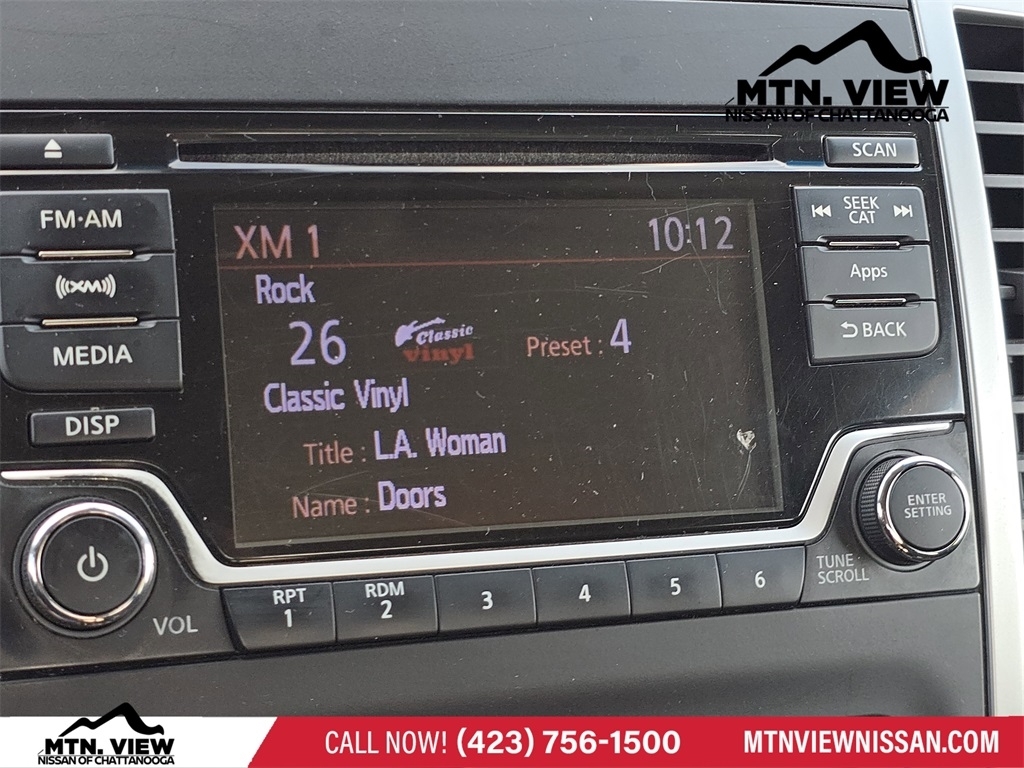 MTN. VIEW
NISSAN OF CHATTANOOGA
SCAN
FM·AM
SEEK
CAT
XM 1
10:12
((XM))
Rock
Apps
26
Classic
vinyl
Preset : 4
BACK
MEDIA
Classic Vinyl
DISP
Title : L.A. Woman
Name : Doors
ENTER
SETTING
TUNE
SCROLL
VOL
RPT
1
RDM
2
3
4
5
6
MTN. VIEW
NISSAN OF CHATTANOOGA
CALL NOW! (423) 756-1500
MTNVIEWNISSAN.COM